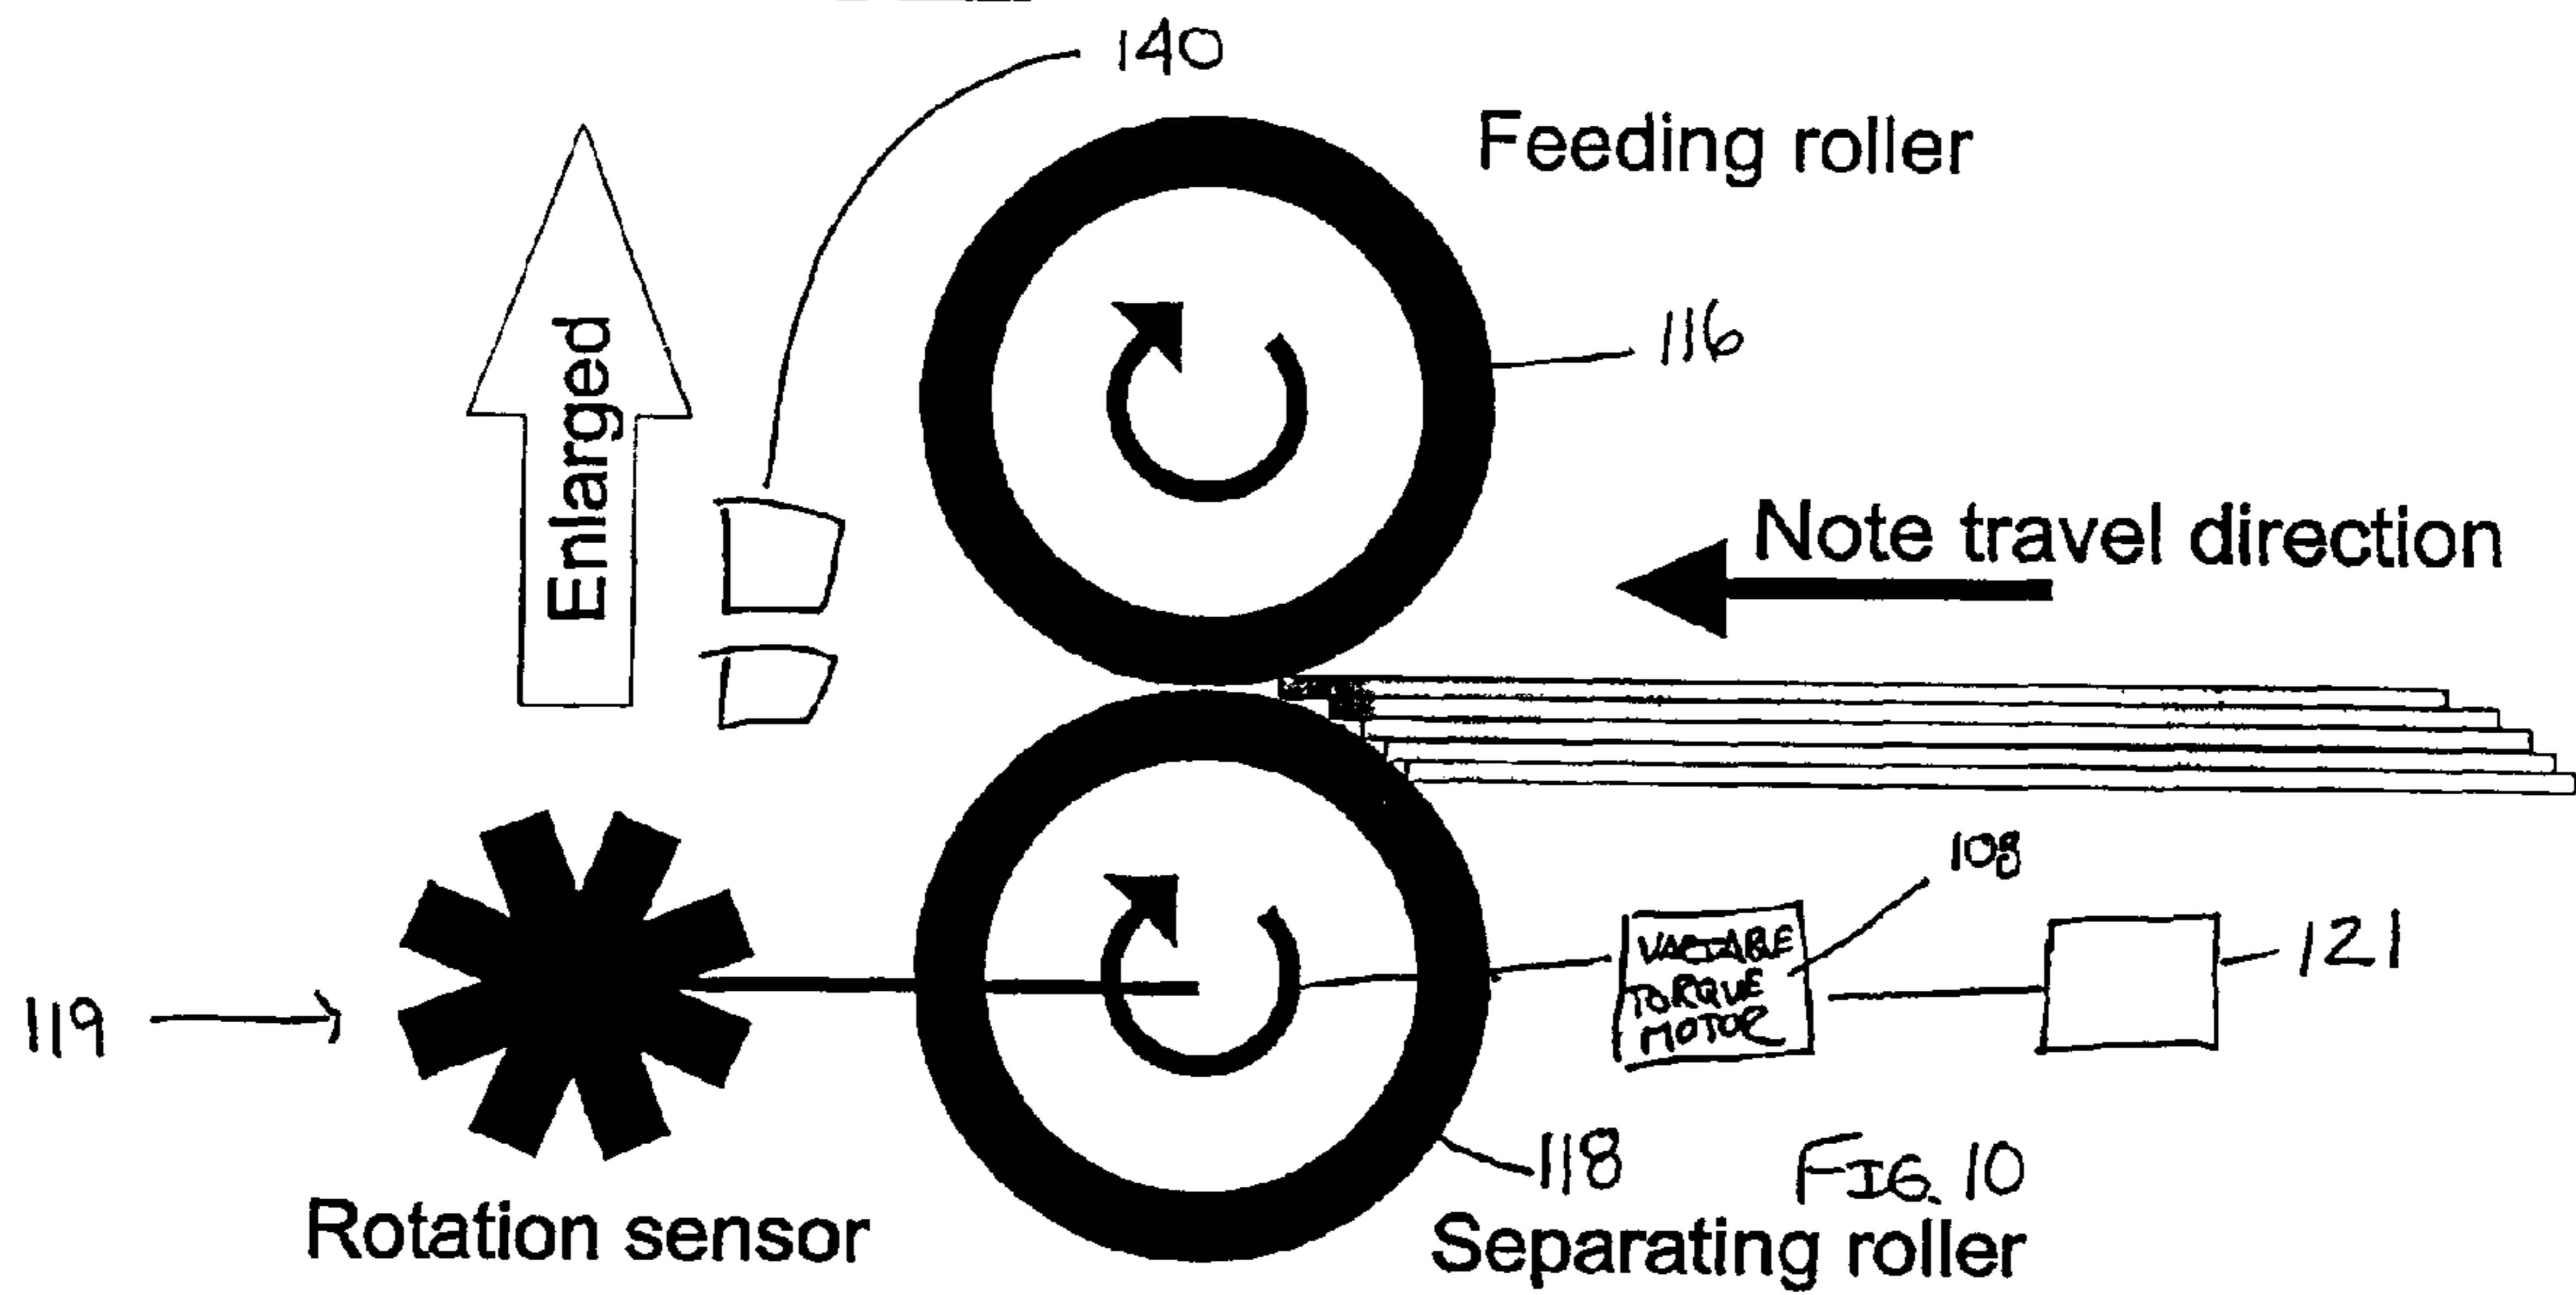 140
Feeding roller
116
Enlarged
Note travel direction
108
VARIABLE
TORQUE
MOTOR
121
119
118
FIG. 10
Rotation sensor
Separating roller